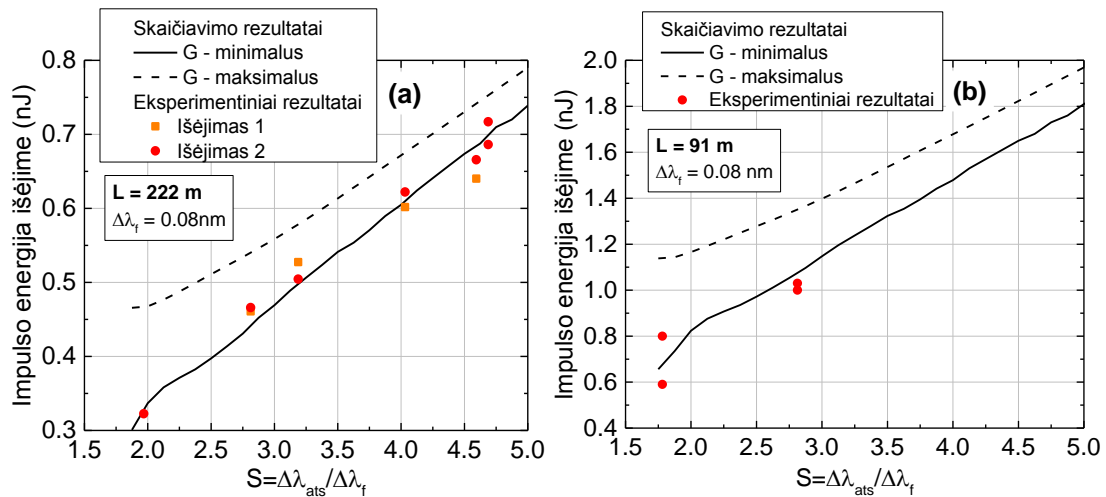 Skaičiavimo rezultatai
G - minimalus
G - maksimalus
Eksperimentiniai rezultatai
Išėjimas 1
Išėjimas 2
(a)
L = 222 m
Δλf = 0.08nm
Impulso energija išėjime (nJ)
0.8
0.7
0.6
0.5
0.4
0.3
1.5 2.0 2.5 3.0 3.5 4.0 4.5 5.0
S=Δλats/Δλf
Skaičiavimo rezultatai
G - minimalus
G - maksimalus
Eksperimentiniai rezultatai
(b)
L = 91 m
Δλf = 0.08 nm
Impulso energija išėjime (nJ)
2.0
1.8
1.6
1.4
1.2
1.0
0.8
0.6
0.4
1.5 2.0 2.5 3.0 3.5 4.0 4.5 5.0
S=Δλats/Δλf